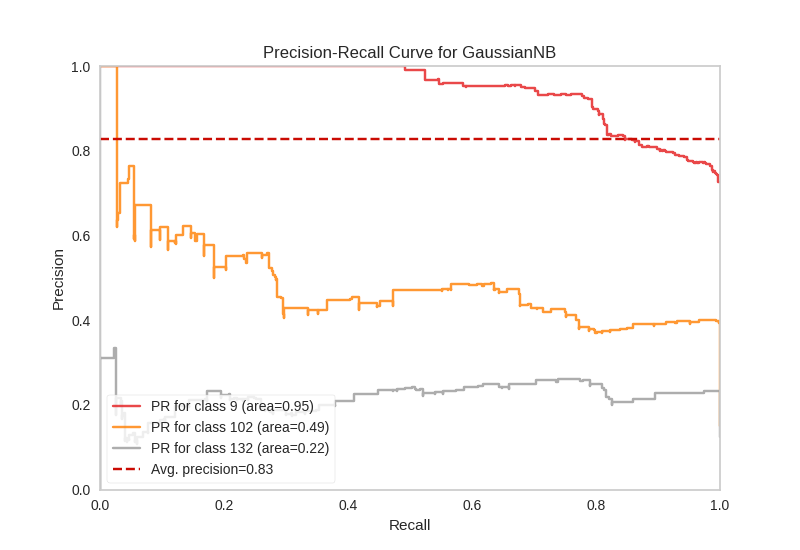 Precision-Recall Curve for GaussianNB
1.0
0.8
0.6
0.4
0.2
0.0
Precision
PR for class 9 (area=0.95)
PR for class 102 (area=0.49)
PR for class 132 (area=0.22)
Avg. precision=0.83
0.0 0.2 0.4 0.6 0.8 1.0
Recall